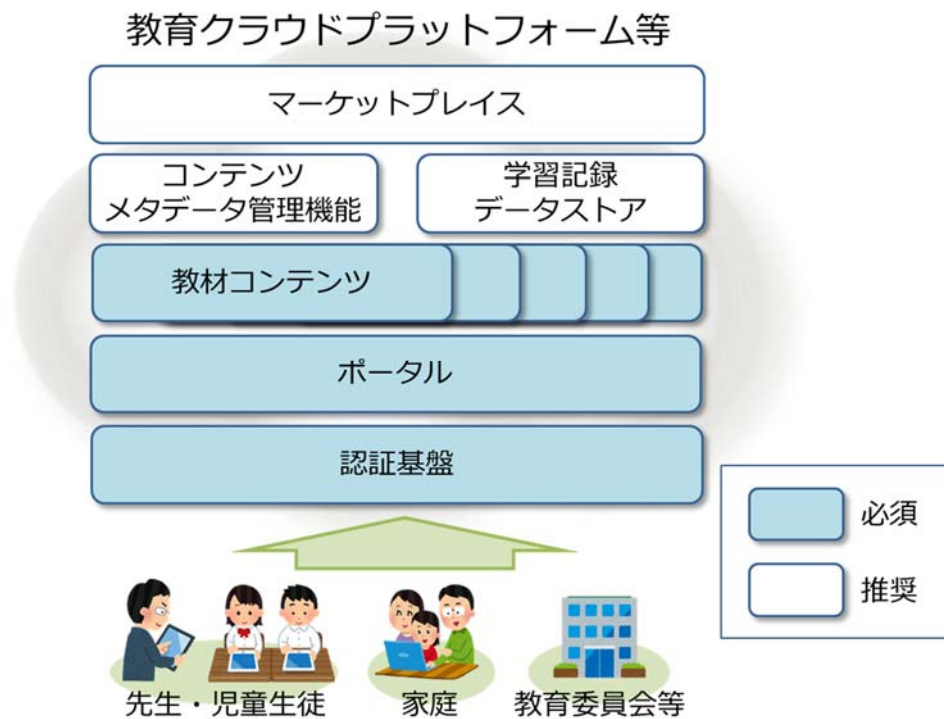 教育クラウドプラットフォーム等
マーケットプレイス
コンテンツ
メタデータ管理機能
学習記録
データストア
教材コンテンツ
ポータル
認証基盤
必須
推奨
先生・児童生徒
家庭
教育委員会等